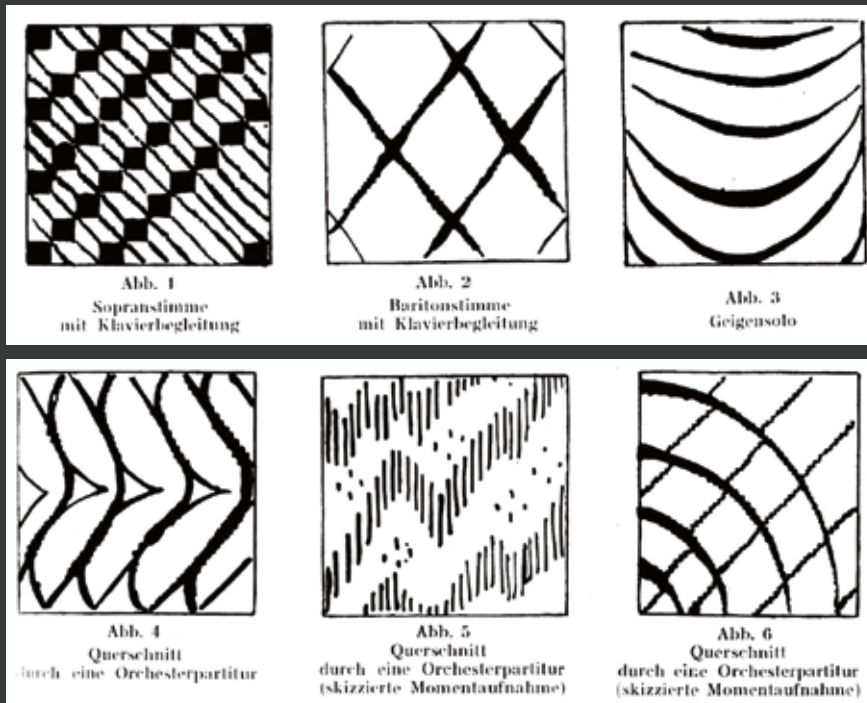 Abb. 1
Sopranstimme
mit Klavierbegleitung
Abb. 2
Baritonstimme
mit Klavierbegleitung
Abb. 3
Geigensolo
Abb. 4
Querschnitt
durch eine Orchesterpartitur
Abb. 5
Querschnitt
durch eine Orchesterpartitur
(skizzierte Momentaufnahme)
Abb. 6
Querschnitt
durch eine Orchesterpartitur
(skizzierte Momentaufnahme)